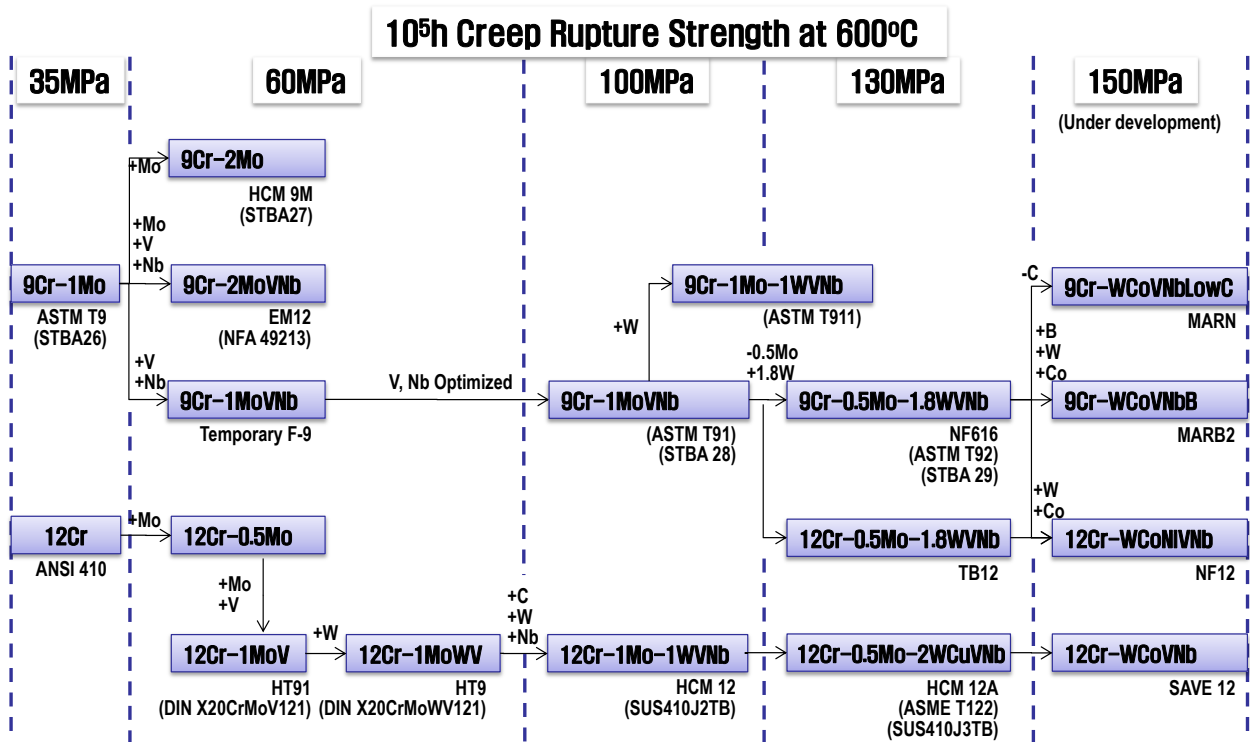 10⁵h Creep Rupture Strength at 600ºC
35MPa
60MPa
100MPa
130MPa
150MPa
(Under development)
9Cr-2Mo
+Mo
HCM 9M
(STBA27)
+Mo
+V
+Nb
9Cr-1Mo
ASTM T9
(STBA26)
9Cr-2MoVNb
EM12
(NFA 49213)
9Cr-1Mo-1WVNb
(ASTM T911)
+W
-C
9Cr-WCoVNbLowC
MARN
+V
+Nb
9Cr-1MoVNb
Temporary F-9
V, Nb Optimized
9Cr-1MoVNb
(ASTM T91)
(STBA 28)
-0.5Mo
+1.8W
9Cr-0.5Mo-1.8WVNb
NF616
(ASTM T92)
(STBA 29)
+B
+W
+Co
9Cr-WCoVNbB
MARB2
12Cr
ANSI 410
+Mo
12Cr-0.5Mo
12Cr-0.5Mo-1.8WVNb
TB12
+W
+Co
12Cr-WCoNiVNb
NF12
+Mo
+V
12Cr-1MoV
HT91
(DIN X20CrMoV121)
+W
12Cr-1MoWV
HT9
(DIN X20CrMoWV121)
+C
+W
+Nb
12Cr-1Mo-1WVNb
HCM 12
(SUS410J2TB)
12Cr-0.5Mo-2WCuVNb
HCM 12A
(ASME T122)
(SUS410J3TB)
12Cr-WCoVNb
SAVE 12